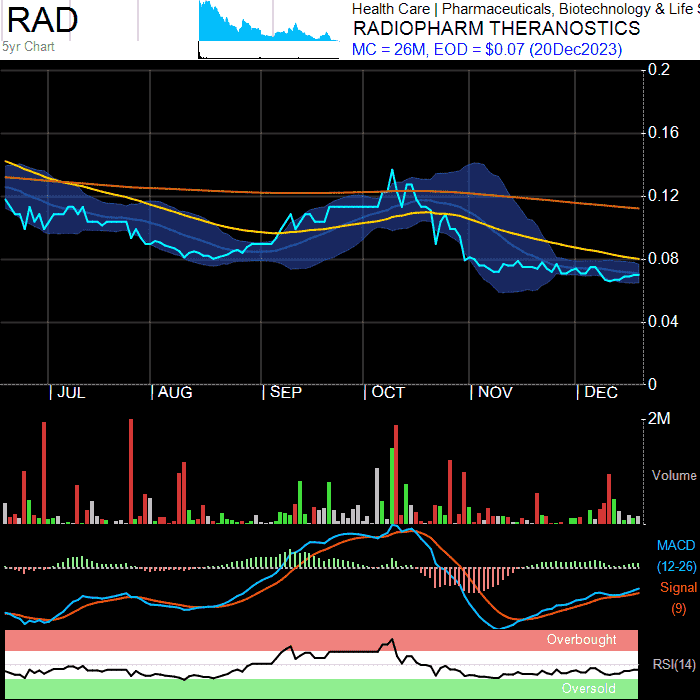 RAD
5yr Chart
Health Care | Pharmaceuticals, Biotechnology & Life S
RADIOPHARM THERANOSTICS
MC = 26M, EOD = $0.07 (20Dec2023)
0.2
0.16
0.12
0.08
0.04
0
JUL
AUG
SEP
OCT
NOV
DEC
2M
Volume
MACD
(12-26)
Signal
(9)
Overbought
RSI(14)
Oversold